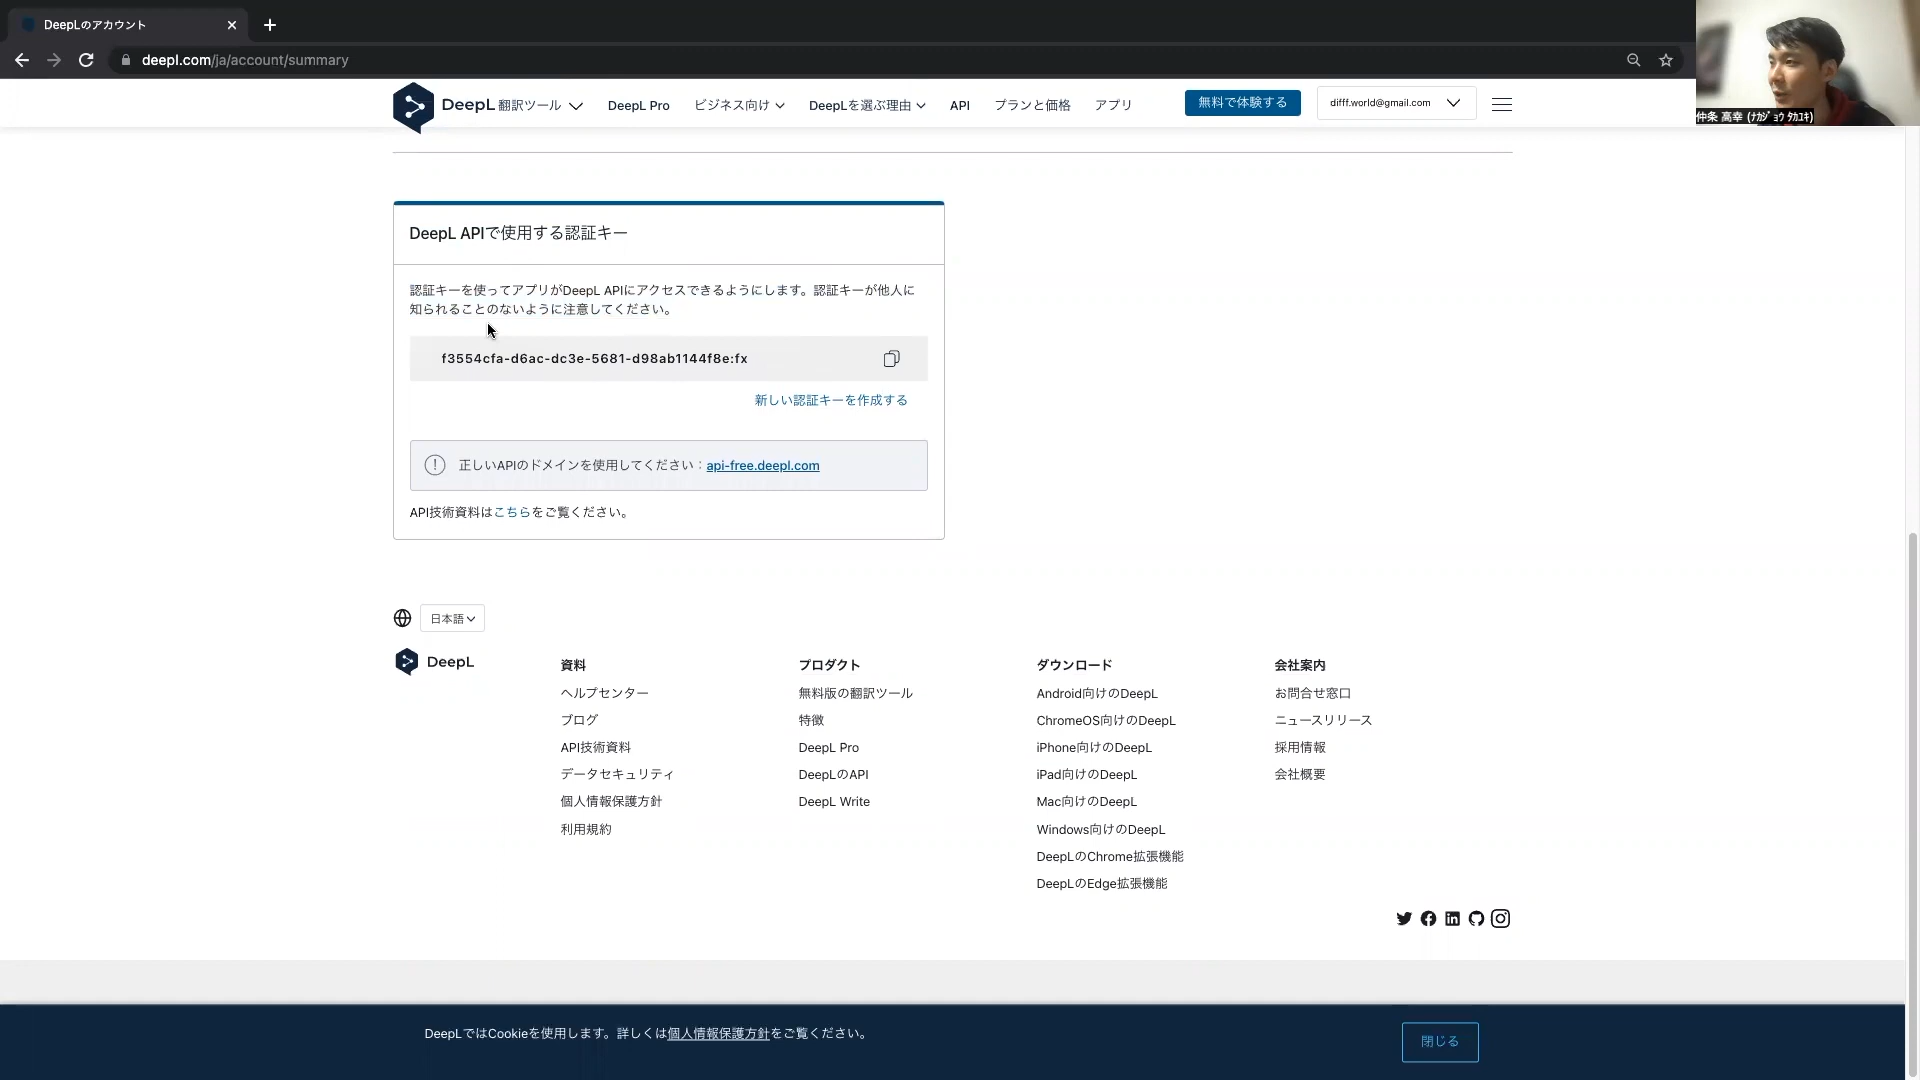 DeepLのアカウント
deepl.com/ja/account/summary
DeepL 翻訳ツール DeepL Pro ビジネス向け DeepLを選ぶ理由 API プランと価格 アプリ 無料で体験する difff.world@gmail.com
仲条 高幸 (ﾅｶｼﾞｮｳ ﾀｶﾕｷ)
DeepL APIで使用する認証キー
認証キーを使ってアプリがDeepL APIにアクセスできるようにします。認証キーが他人に
知られることのないように注意してください。
f3554cfa-d6ac-dc3e-5681-d98ab1144f8e:fx
新しい認証キーを作成する
正しいAPIのドメインを使用してください：api-free.deepl.com
API技術資料はこちらをご覧ください。
日本語
DeepL
資料
ヘルプセンター
ブログ
API技術資料
データセキュリティ
個人情報保護方針
利用規約
プロダクト
無料版の翻訳ツール
特徴
DeepL Pro
DeepLのAPI
DeepL Write
ダウンロード
Android向けのDeepL
ChromeOS向けのDeepL
iPhone向けのDeepL
iPad向けのDeepL
Mac向けのDeepL
Windows向けのDeepL
DeepLのChrome拡張機能
DeepLのEdge拡張機能
会社案内
お問合せ窓口
ニュースリリース
採用情報
会社概要
DeepLではCookieを使用します。詳しくは個人情報保護方針をご覧ください。
閉じる